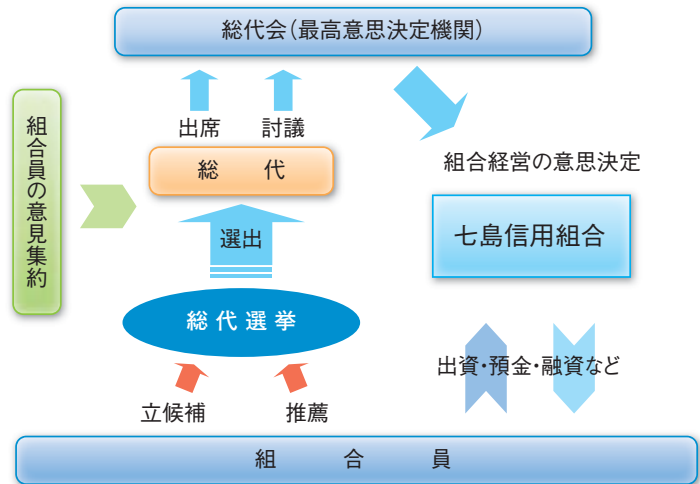 総代会(最高意思決定機関)
出席
討議
組合員の意見集約
総代
組合経営の意思決定
選出
七島信用組合
総代選挙
出資・預金・融資など
立候補
推薦
組合員